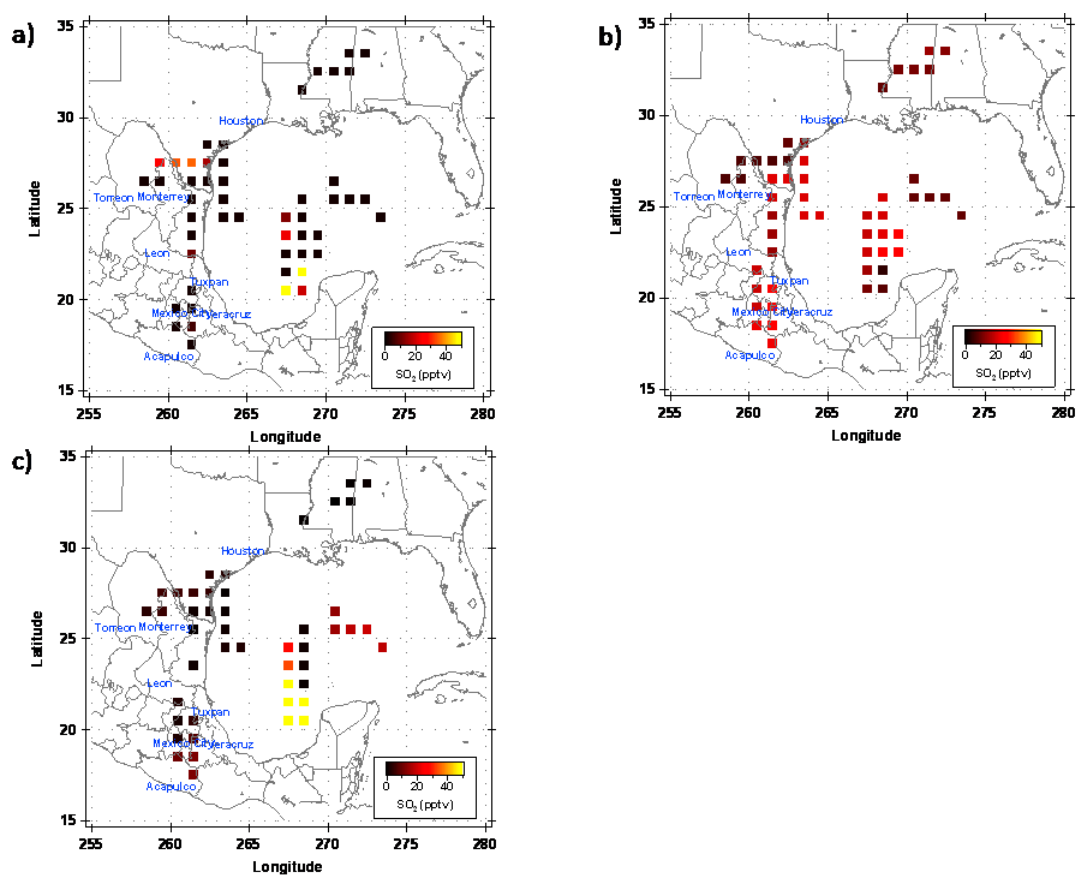 a)
35
30
25
20
15
Latitude
Houston
Torreon
Monterrey
Leon
Tuxpan
Mexico City
Veracruz
Acapulco
0 20 40
SO2 (pptv)
255 260 265 270 275 280
Longitude
b)
35
30
25
20
15
Latitude
Houston
Torreon
Monterrey
Leon
Tuxpan
Mexico City
Veracruz
Acapulco
0 20 40
SO2 (pptv)
255 260 265 270 275 280
Longitude
c)
35
30
25
20
15
Latitude
Houston
Torreon
Monterrey
Leon
Tuxpan
Mexico City
Veracruz
Acapulco
0 20 40
SO2 (pptv)
255 260 265 270 275 280
Longitude